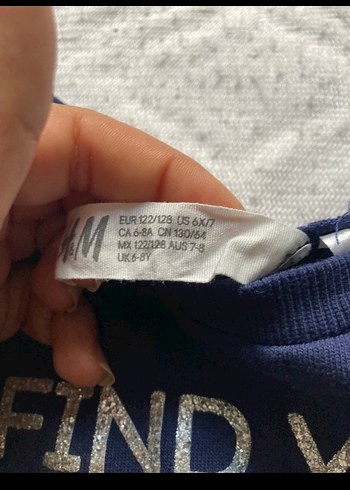 H&M
EUR 122/128 US 6X/7
CA 6-8A CN 130/64
MX 122/128 AUS 7-8
UK 6-8Y
FIND